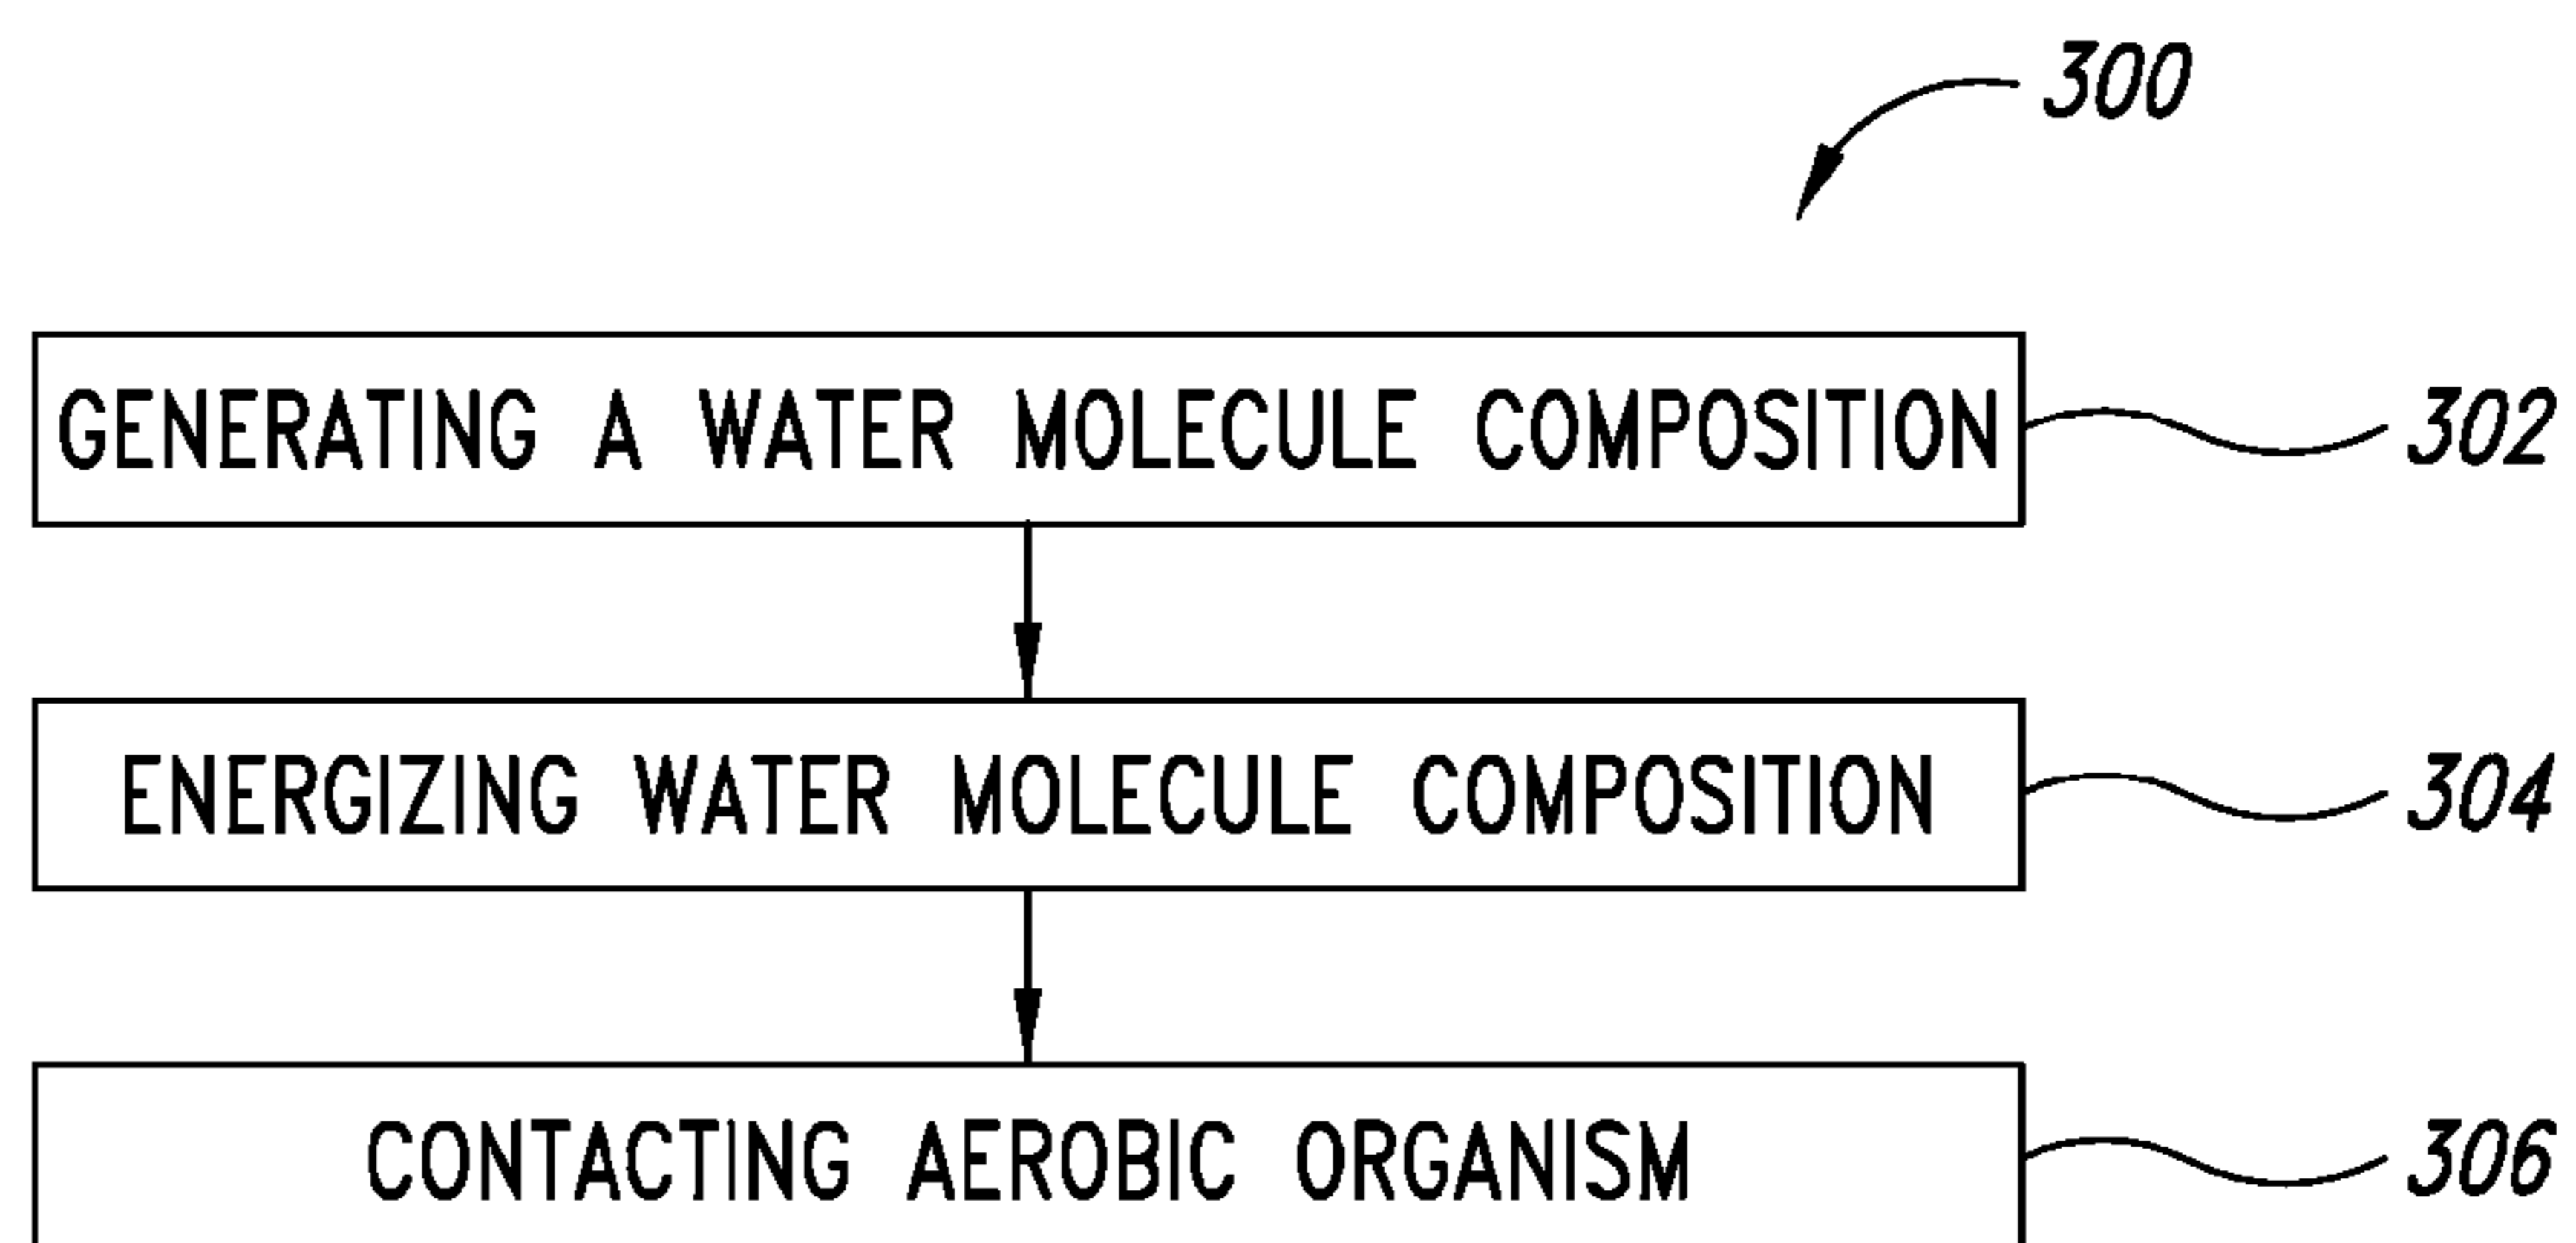 300
GENERATING A WATER MOLECULE COMPOSITION
302
ENERGIZING WATER MOLECULE COMPOSITION
304
CONTACTING AEROBIC ORGANISM
306